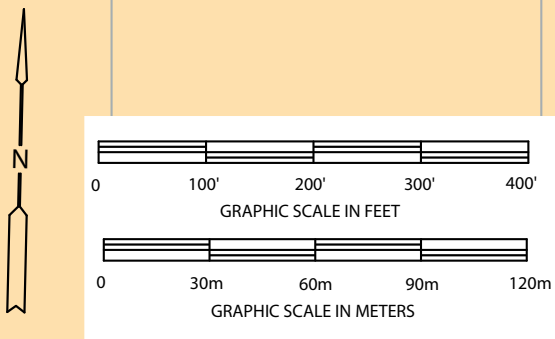 N
0 100' 200' 300' 400'
GRAPHIC SCALE IN FEET
0 30m 60m 90m 120m
GRAPHIC SCALE IN METERS